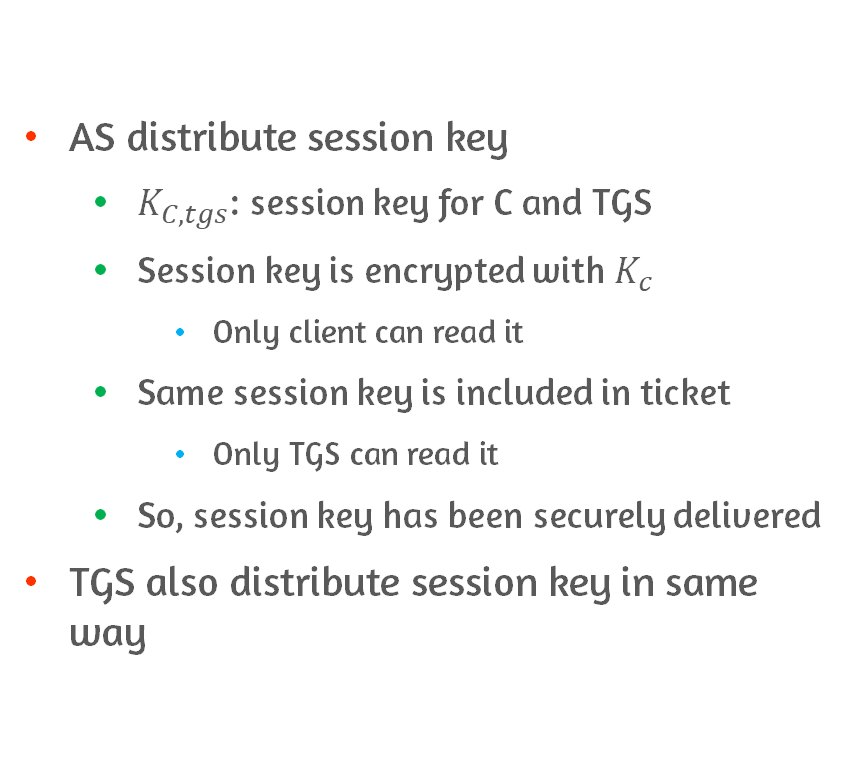 • AS distribute session key
• K_{C,tgs}: session key for C and TGS
• Session key is encrypted with K_c
• Only client can read it
• Same session key is included in ticket
• Only TGS can read it
• So, session key has been securely delivered
• TGS also distribute session key in same
way